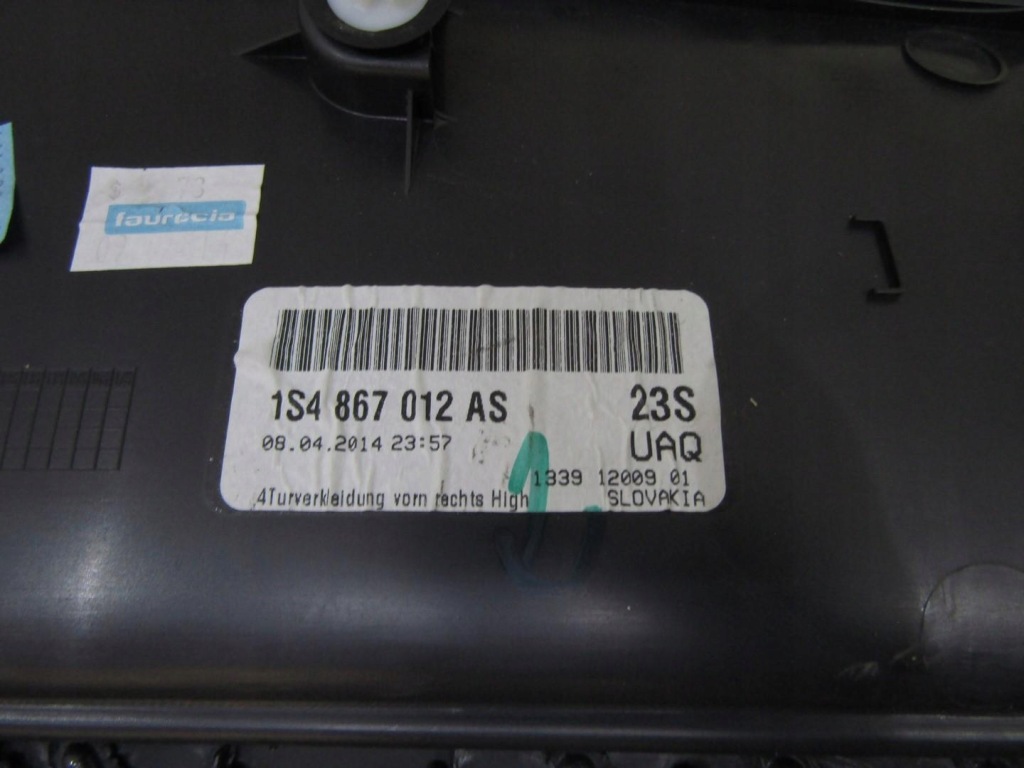 faurecia
1S4 867 012 AS 23S
08.04.2014 23:57 UAQ
1339 12009 01
4Turverkleidung vorn rechts High SLOVAKIA